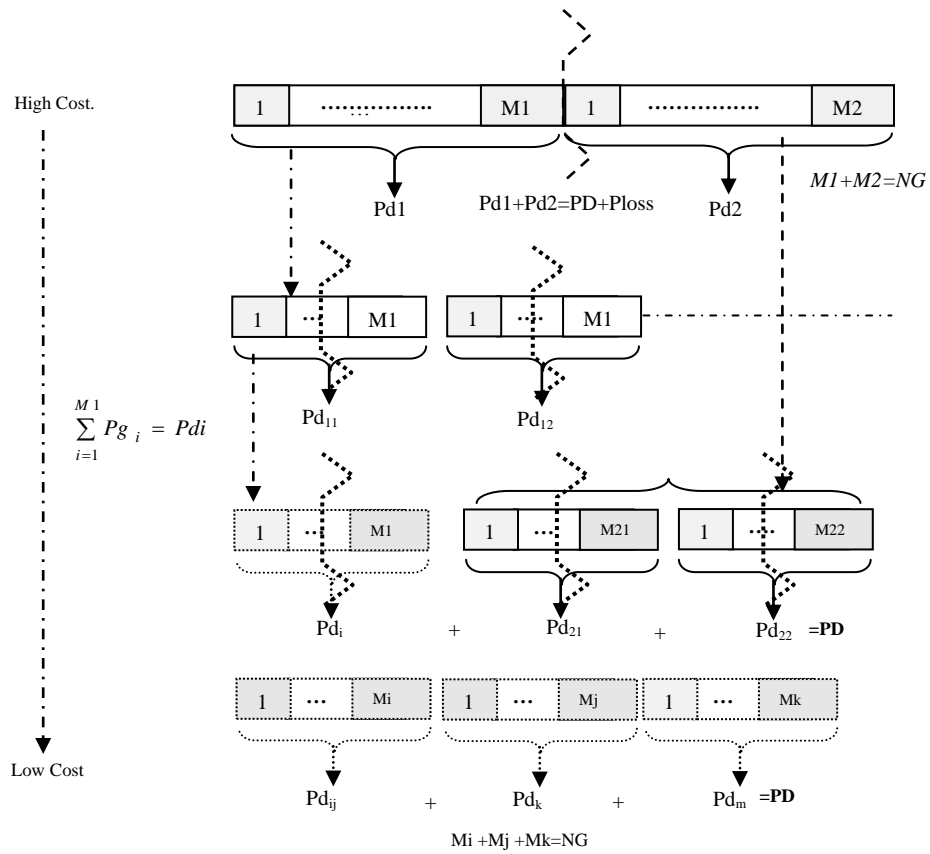 High Cost.
1 ................ ... M1 1 ................ M2
M1+M2=NG
Pd1 Pd1+Pd2=PD+Ploss Pd2
1 ... M1 1 ... M1
Pd₁₁ Pd₁₂
M 1
∑ Pg i = Pdi
i=1
1 ... M1 1 ... M21 1 ... M22
Pdᵢ + Pd₂₁ + Pd₂₂ =PD
1 ... Mi 1 ... Mj 1 ... Mk
Low Cost
Pdᵢⱼ + Pdₖ + Pdₘ =PD
Mi +Mj +Mk=NG